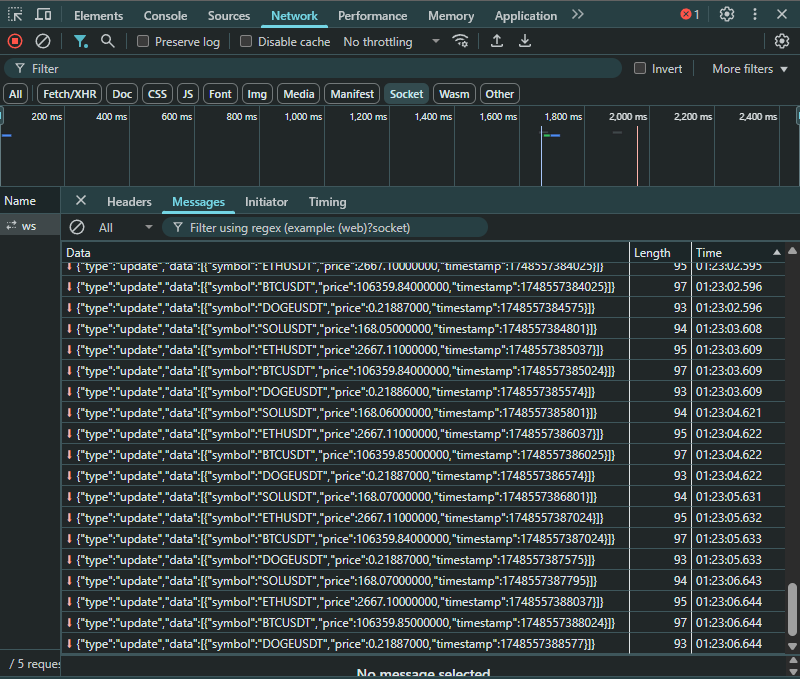 Elements Console Sources Network Performance Memory Application 1
Preserve log Disable cache No throttling
Filter Invert More filters
All Fetch/XHR Doc CSS JS Font Img Media Manifest Socket Wasm Other
200 ms 400 ms 600 ms 800 ms 1,000 ms 1,200 ms 1,400 ms 1,600 ms 1,800 ms 2,000 ms 2,200 ms 2,400 ms
Name Headers Messages Initiator Timing
ws All Filter using regex (example: (web)?socket)
Data Length Time
{"type":"update","data":[{"symbol":"ETHUSDT","price":2667.10000000,"timestamp":1748557384025}]} 95 01:23:02.595
{"type":"update","data":[{"symbol":"BTCUSDT","price":106359.84000000,"timestamp":1748557384025}]} 97 01:23:02.596
{"type":"update","data":[{"symbol":"DOGEUSDT","price":0.21887000,"timestamp":1748557384575}]} 93 01:23:02.596
{"type":"update","data":[{"symbol":"SOLUSDT","price":168.05000000,"timestamp":1748557384801}]} 94 01:23:03.608
{"type":"update","data":[{"symbol":"ETHUSDT","price":2667.11000000,"timestamp":1748557385037}]} 95 01:23:03.609
{"type":"update","data":[{"symbol":"BTCUSDT","price":106359.84000000,"timestamp":1748557385024}]} 97 01:23:03.609
{"type":"update","data":[{"symbol":"DOGEUSDT","price":0.21886000,"timestamp":1748557385574}]} 93 01:23:03.609
{"type":"update","data":[{"symbol":"SOLUSDT","price":168.06000000,"timestamp":1748557385801}]} 94 01:23:04.621
{"type":"update","data":[{"symbol":"ETHUSDT","price":2667.11000000,"timestamp":1748557386037}]} 95 01:23:04.622
{"type":"update","data":[{"symbol":"BTCUSDT","price":106359.85000000,"timestamp":1748557386025}]} 97 01:23:04.622
{"type":"update","data":[{"symbol":"DOGEUSDT","price":0.21887000,"timestamp":1748557386574}]} 93 01:23:04.622
{"type":"update","data":[{"symbol":"SOLUSDT","price":168.07000000,"timestamp":1748557386801}]} 94 01:23:05.631
{"type":"update","data":[{"symbol":"ETHUSDT","price":2667.11000000,"timestamp":1748557387024}]} 95 01:23:05.632
{"type":"update","data":[{"symbol":"BTCUSDT","price":106359.84000000,"timestamp":1748557387024}]} 97 01:23:05.633
{"type":"update","data":[{"symbol":"DOGEUSDT","price":0.21887000,"timestamp":1748557387575}]} 93 01:23:05.633
{"type":"update","data":[{"symbol":"SOLUSDT","price":168.07000000,"timestamp":1748557387795}]} 94 01:23:06.643
{"type":"update","data":[{"symbol":"ETHUSDT","price":2667.10000000,"timestamp":1748557388037}]} 95 01:23:06.644
{"type":"update","data":[{"symbol":"BTCUSDT","price":106359.85000000,"timestamp":1748557388024}]} 97 01:23:06.644
{"type":"update","data":[{"symbol":"DOGEUSDT","price":0.21887000,"timestamp":1748557388577}]} 93 01:23:06.644
/ 5 reques
No message selected